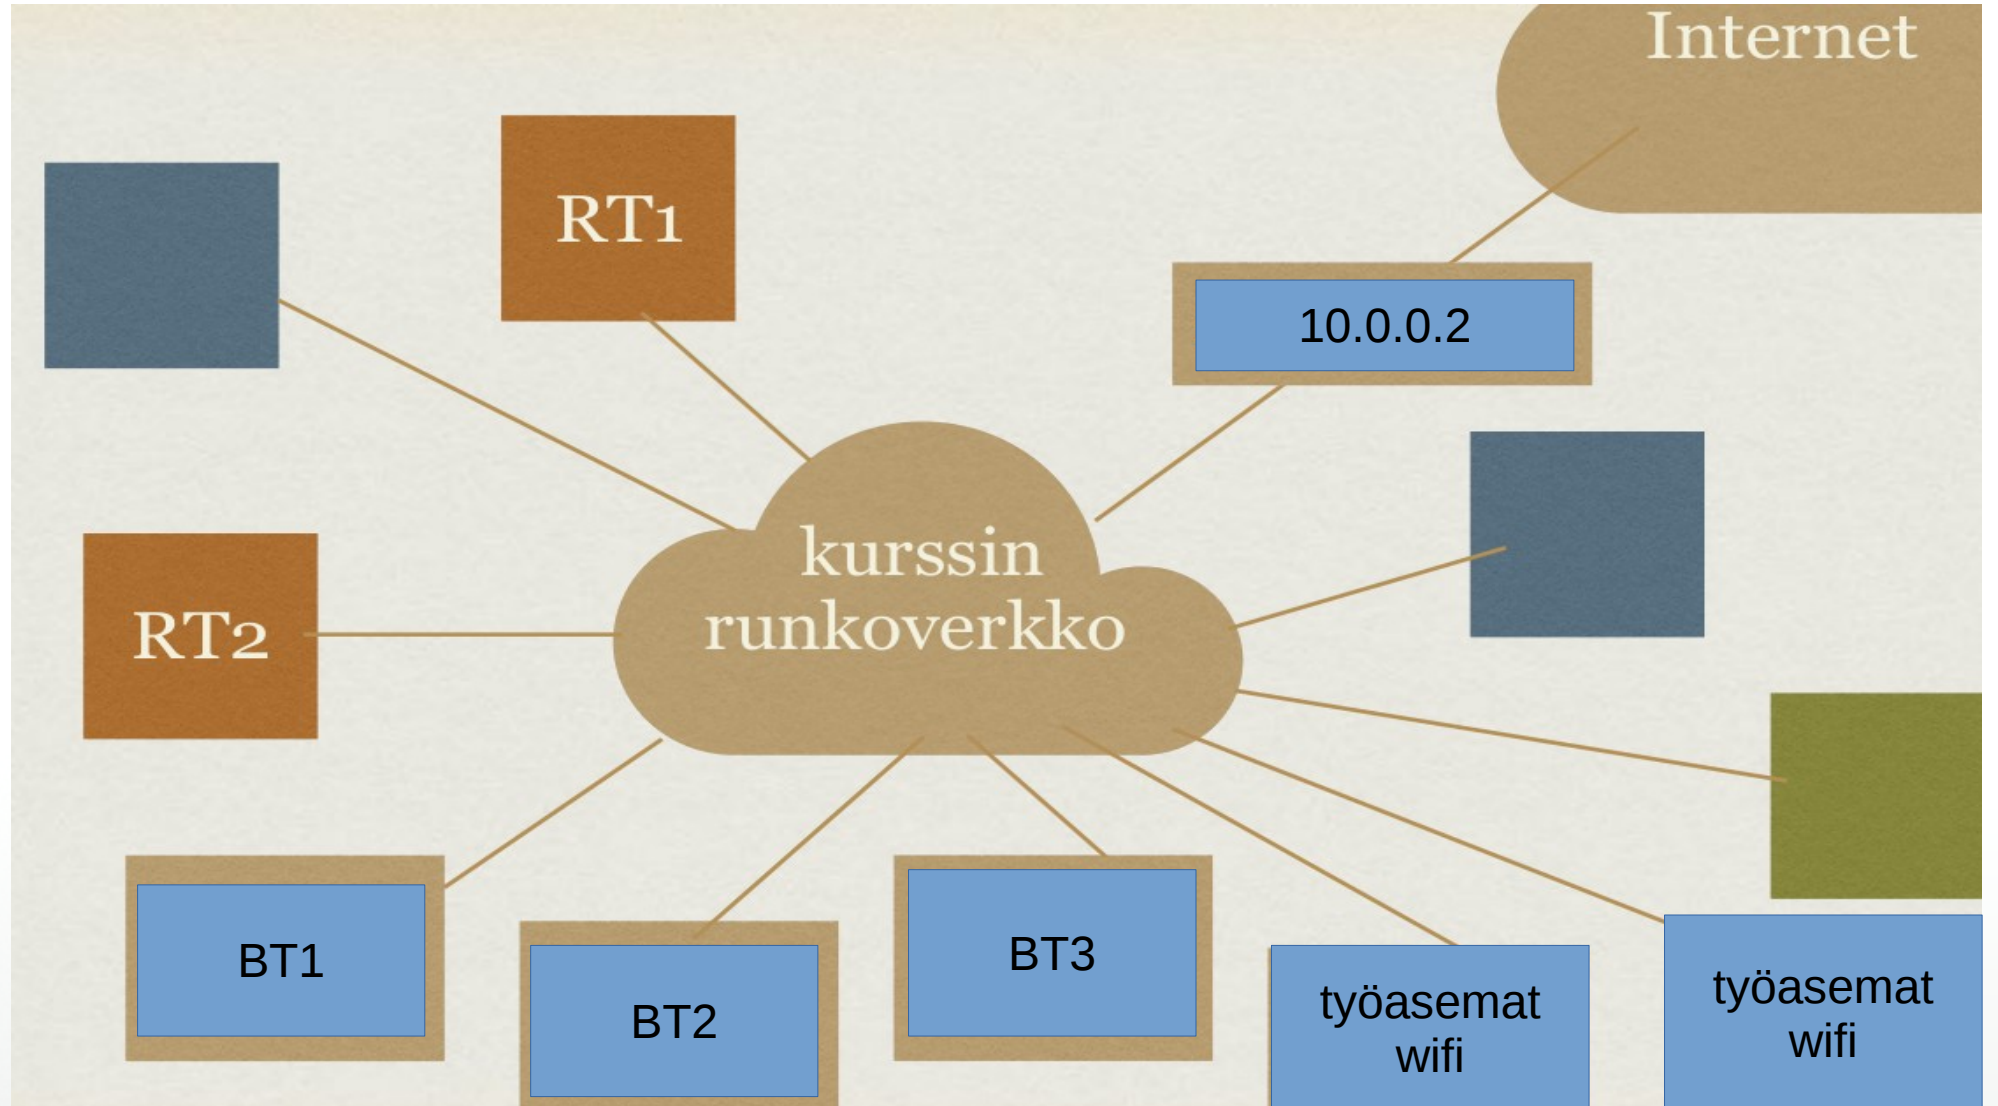 Internet
RT1
10.0.0.2
kurssin
runkoverkko
RT2
BT1
BT2
BT3
työasemat
wifi
työasemat
wifi